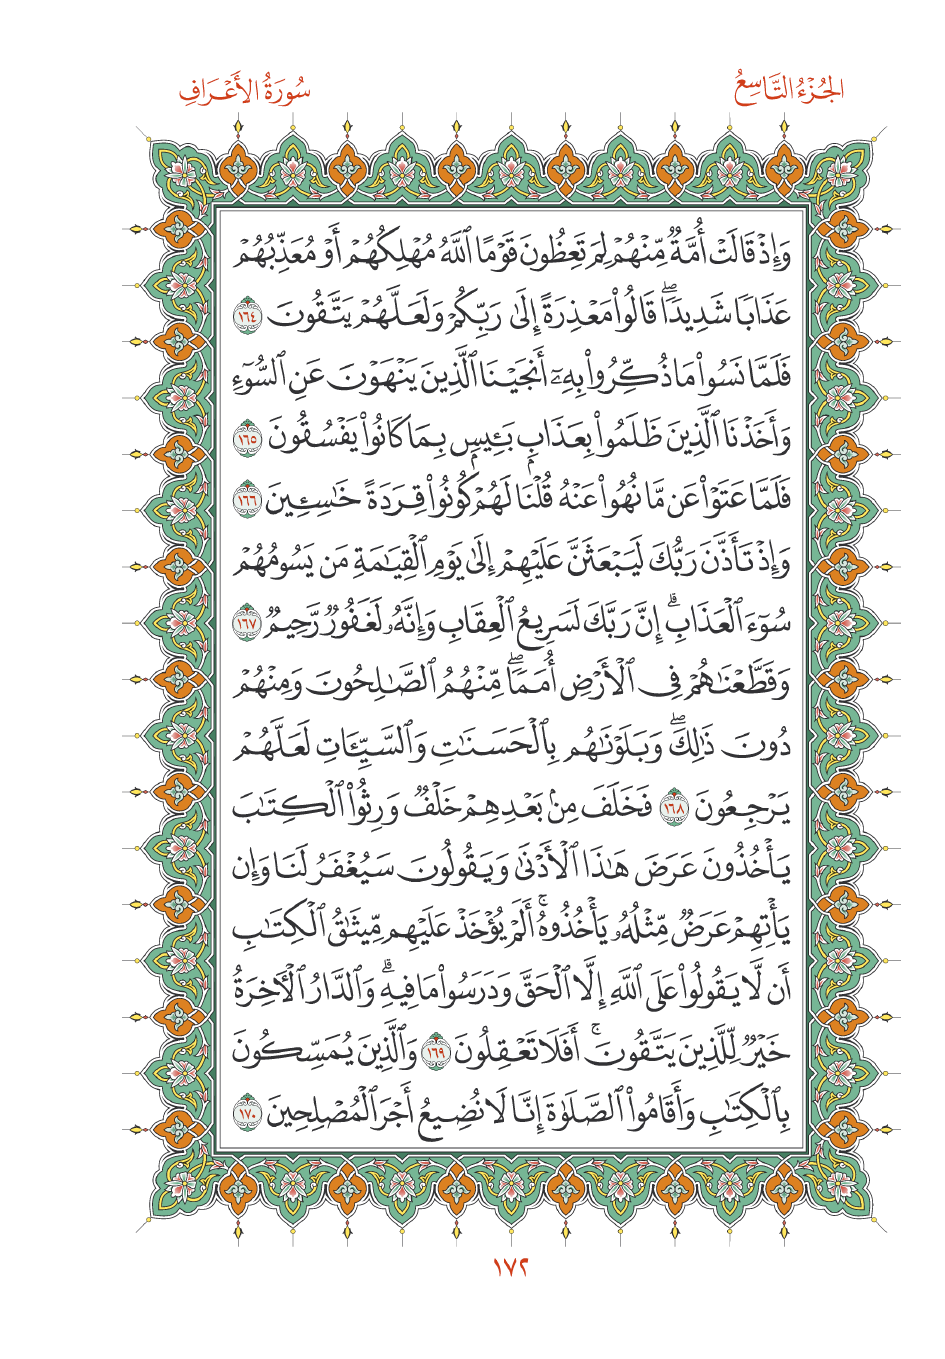 الجُزْءُ التَّاسِعُ
سُورَةُ الأَعْرَافِ
وَإِذْ قَالَتْ أُمَّةٌ مِّنْهُمْ لِمَ تَعِظُونَ قَوْمًا ٱللَّهُ مُهْلِكُهُمْ أَوْ مُعَذِّبُهُمْ
عَذَابًا شَدِيدًاۖ قَالُوا۟ مَعْذِرَةً إِلَىٰ رَبِّكُمْ وَلَعَلَّهُمْ يَتَّقُونَ ١٦٤
فَلَمَّا نَسُوا۟ مَا ذُكِّرُوا۟ بِهِۦٓ أَنجَيْنَا ٱلَّذِينَ يَنْهَوْنَ عَنِ ٱلسُّوٓءِ
وَأَخَذْنَا ٱلَّذِينَ ظَلَمُوا۟ بِعَذَابٍۭ بَـِٔيسٍۭ بِمَا كَانُوا۟ يَفْسُقُونَ ١٦٥
فَلَمَّا عَتَوْا۟ عَن مَّا نُهُوا۟ عَنْهُ قُلْنَا لَهُمْ كُونُوا۟ قِرَدَةً خَـٰسِـِٔينَ ١٦٦
وَإِذْ تَأَذَّنَ رَبُّكَ لَيَبْعَثَنَّ عَلَيْهِمْ إِلَىٰ يَوْمِ ٱلْقِيَـٰمَةِ مَن يَسُومُهُمْ
سُوٓءَ ٱلْعَذَابِۗ إِنَّ رَبَّكَ لَسَرِيعُ ٱلْعِقَابِ وَإِنَّهُۥ لَغَفُورٌ رَّحِيمٌ ١٦٧
وَقَطَّعْنَـٰهُمْ فِى ٱلْأَرْضِ أُمَمًاۖ مِّنْهُمُ ٱلصَّـٰلِحُونَ وَمِنْهُمْ
دُونَ ذَٰلِكَۖ وَبَلَوْنَـٰهُم بِٱلْحَسَنَـٰتِ وَٱلسَّيِّـَٔاتِ لَعَلَّهُمْ
يَرْجِعُونَ ١٦٨ فَخَلَفَ مِنۢ بَعْدِهِمْ خَلْفٌ وَرِثُوا۟ ٱلْكِتَـٰبَ
يَأْخُذُونَ عَرَضَ هَـٰذَا ٱلْأَدْنَىٰ وَيَقُولُونَ سَيُغْفَرُ لَنَا وَإِن
يَأْتِهِمْ عَرَضٌ مِّثْلُهُۥ يَأْخُذُوهُۚ أَلَمْ يُؤْخَذْ عَلَيْهِم مِّيثَـٰقُ ٱلْكِتَـٰبِ
أَن لَّا يَقُولُوا۟ عَلَى ٱللَّهِ إِلَّا ٱلْحَقَّ وَدَرَسُوا۟ مَا فِيهِۗ وَٱلدَّارُ ٱلْـَٔاخِرَةُ
خَيْرٌ لِّلَّذِينَ يَتَّقُونَۚ أَفَلَا تَعْقِلُونَ ١٦٩ وَٱلَّذِينَ يُمَسِّكُونَ
بِٱلْكِتَـٰبِ وَأَقَامُوا۟ ٱلصَّلَوٰةَ إِنَّا لَا نُضِيعُ أَجْرَ ٱلْمُصْلِحِينَ ١٧٠
١٧٢